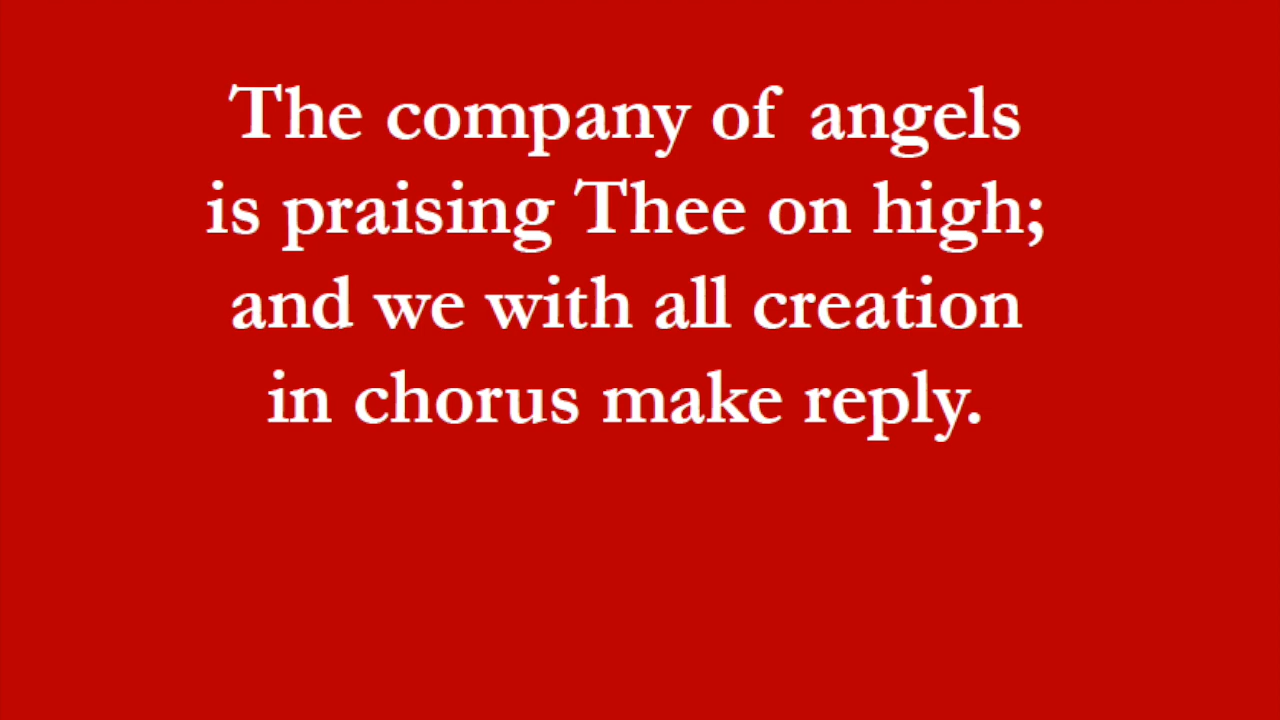 The company of angels
is praising Thee on high;
and we with all creation
in chorus make reply.